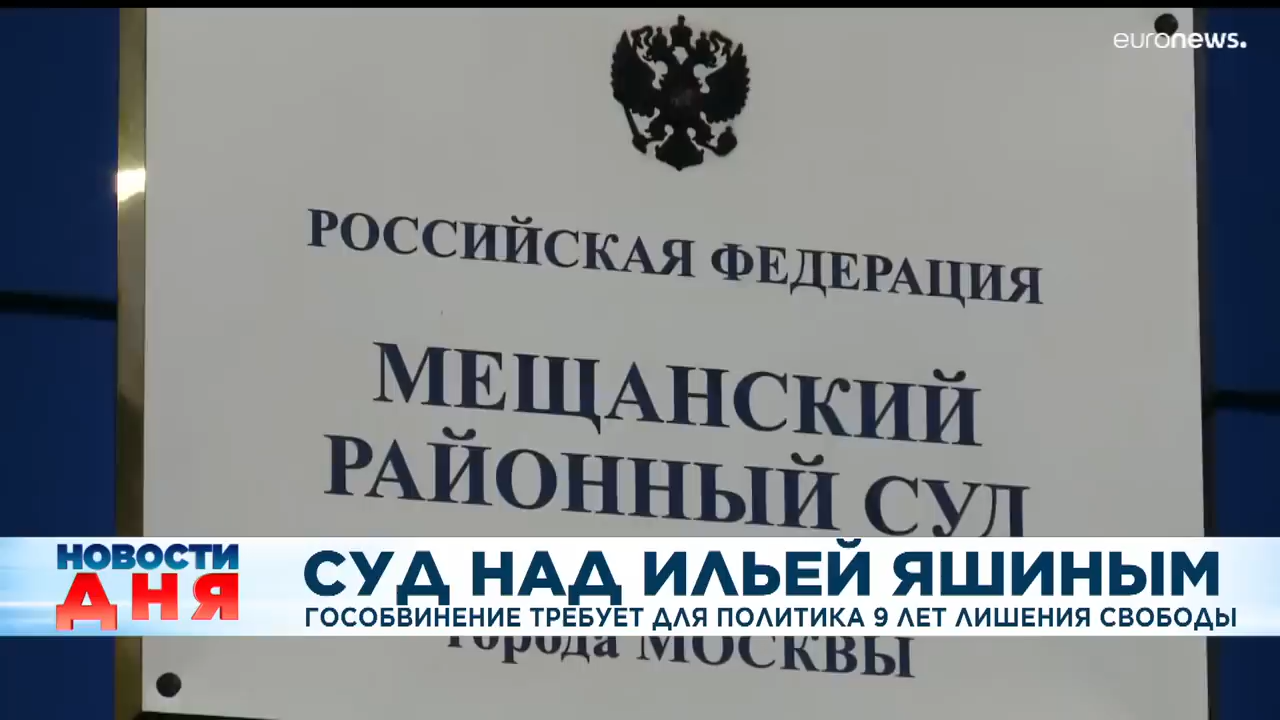 euronews.
РОССИЙСКАЯ ФЕДЕРАЦИЯ
МЕЩАНСКИЙ
РАЙОННЫЙ СУД
НОВОСТИ
ДНЯ
СУД НАД ИЛЬЕЙ ЯШИНЫМ
ГОСОБВИНЕНИЕ ТРЕБУЕТ ДЛЯ ПОЛИТИКА 9 ЛЕТ ЛИШЕНИЯ СВОБОДЫ
города МОСКВЫ